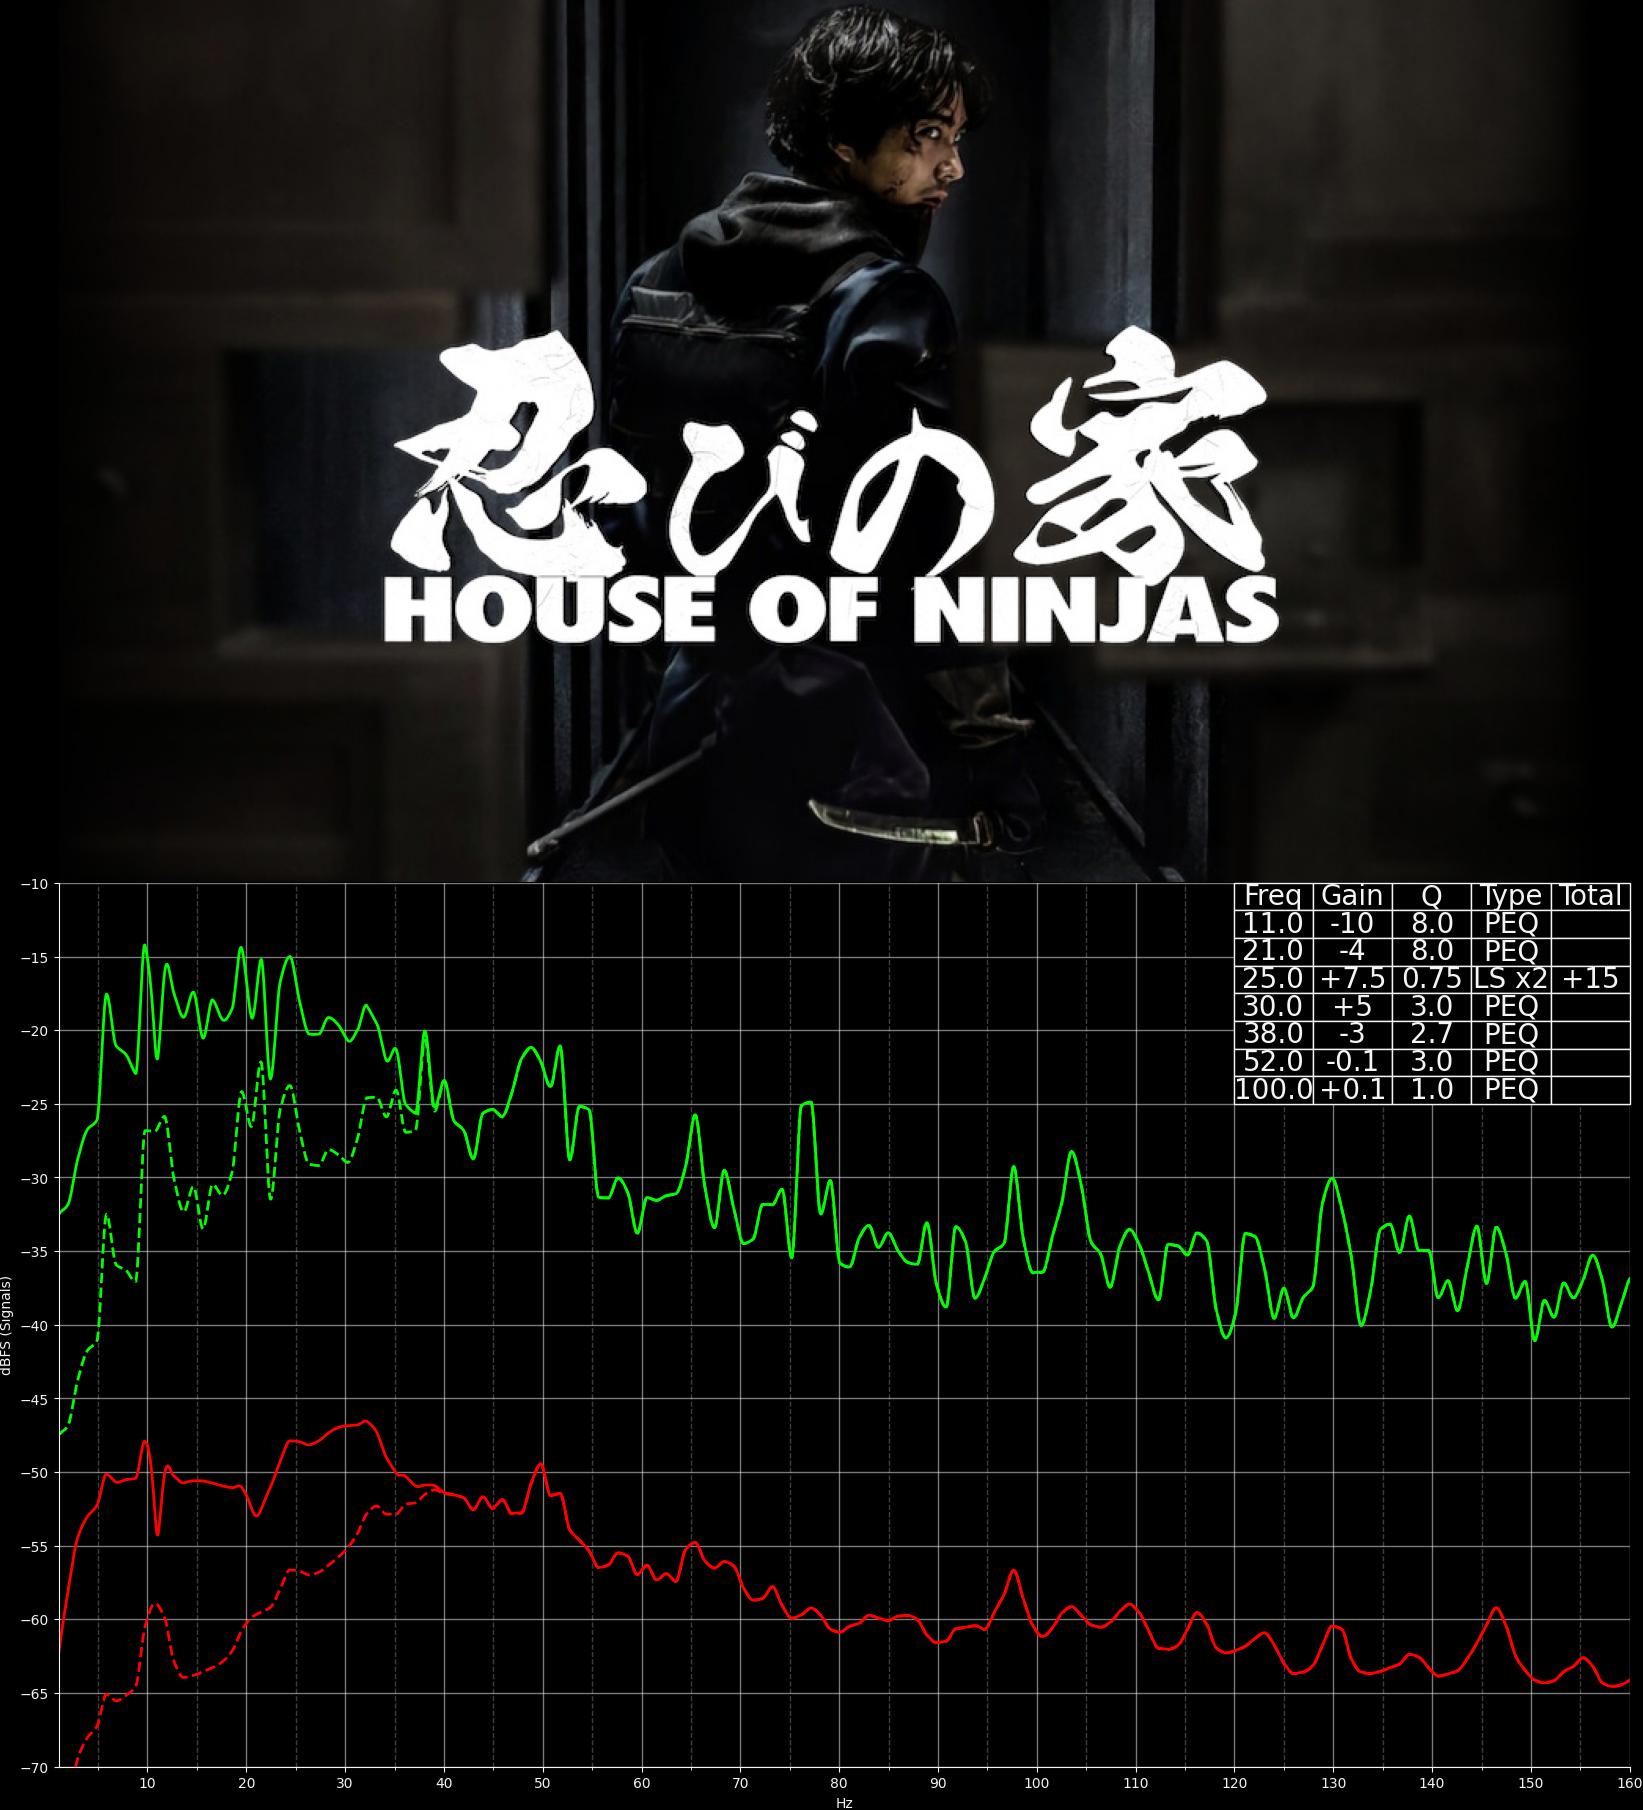 忍びの家
HOUSE OF NINJAS
Freq Gain Q Type Total
11.0 -10 8.0 PEQ
21.0 -4 8.0 PEQ
25.0 +7.5 0.75 LS x2 +15
30.0 +5 3.0 PEQ
38.0 -3 2.7 PEQ
52.0 -0.1 3.0 PEQ
100.0 +0.1 1.0 PEQ
−10
−15
−20
−25
−30
−35
−40
−45
−50
−55
−60
−65
−70
dBFS (Signals)
10 20 30 40 50 60 70 80 90 100 110 120 130 140 150 160
Hz